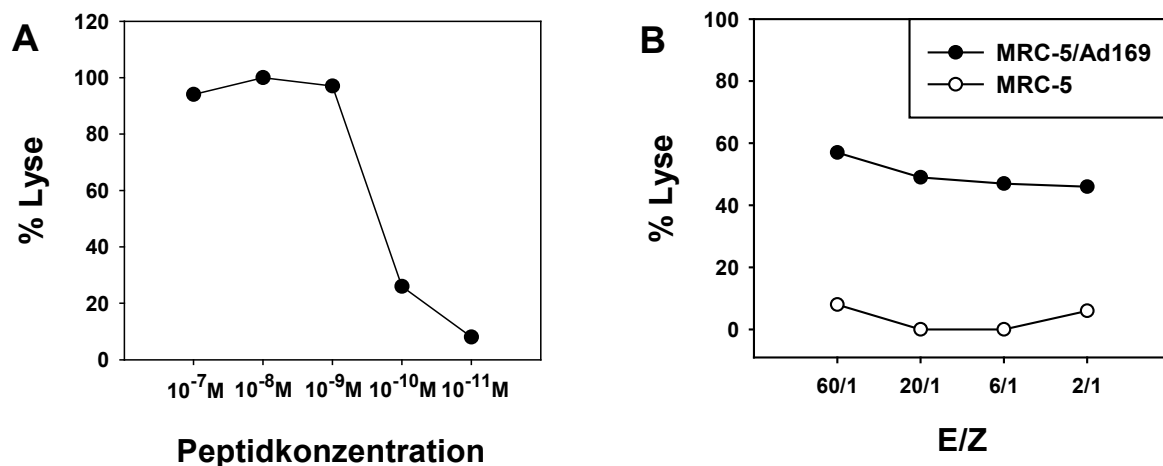 A
120
100
80
60
40
20
0
% Lyse
10⁻⁷M 10⁻⁸M 10⁻⁹M 10⁻¹⁰M 10⁻¹¹M
Peptidkonzentration
B
100
80
60
40
20
0
% Lyse
MRC-5/Ad169
MRC-5
60/1 20/1 6/1 2/1
E/Z